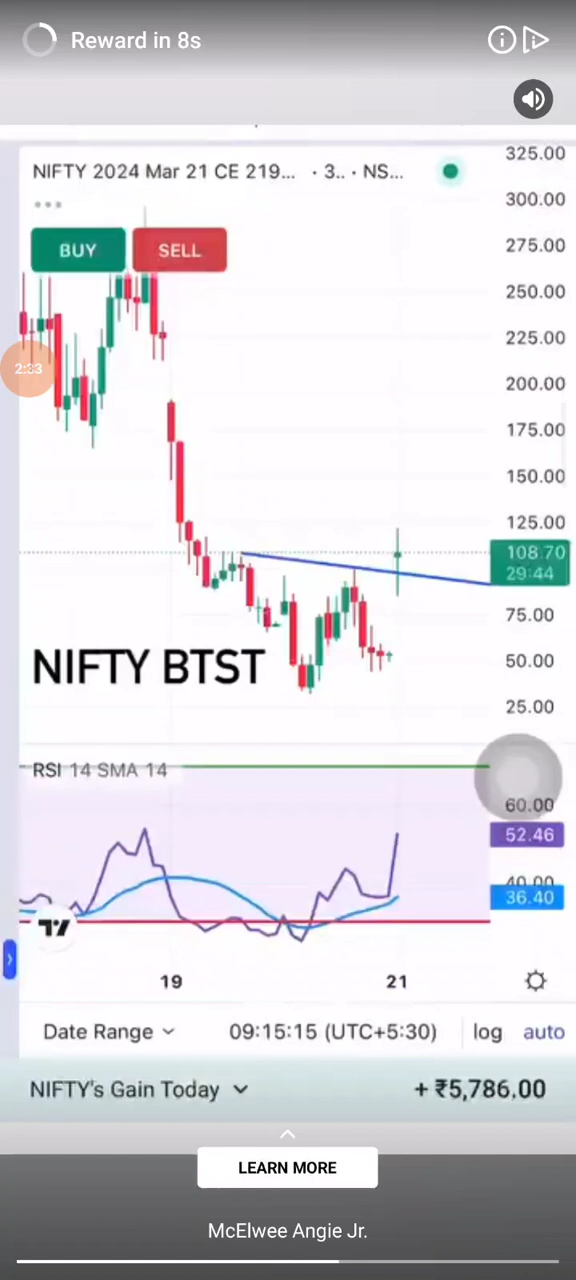 Reward in 8s
325.00
NIFTY 2024 Mar 21 CE 219... · 3.. · NS...
300.00
BUY
SELL
275.00
250.00
225.00
2:33
200.00
175.00
150.00
125.00
108.70
29:44
75.00
NIFTY BTST
50.00
25.00
RSI 14 SMA 14
60.00
52.46
40.00
36.40
19
21
Date Range
09:15:15 (UTC+5:30)
log
auto
NIFTY's Gain Today
+ ₹5,786.00
LEARN MORE
McElwee Angie Jr.